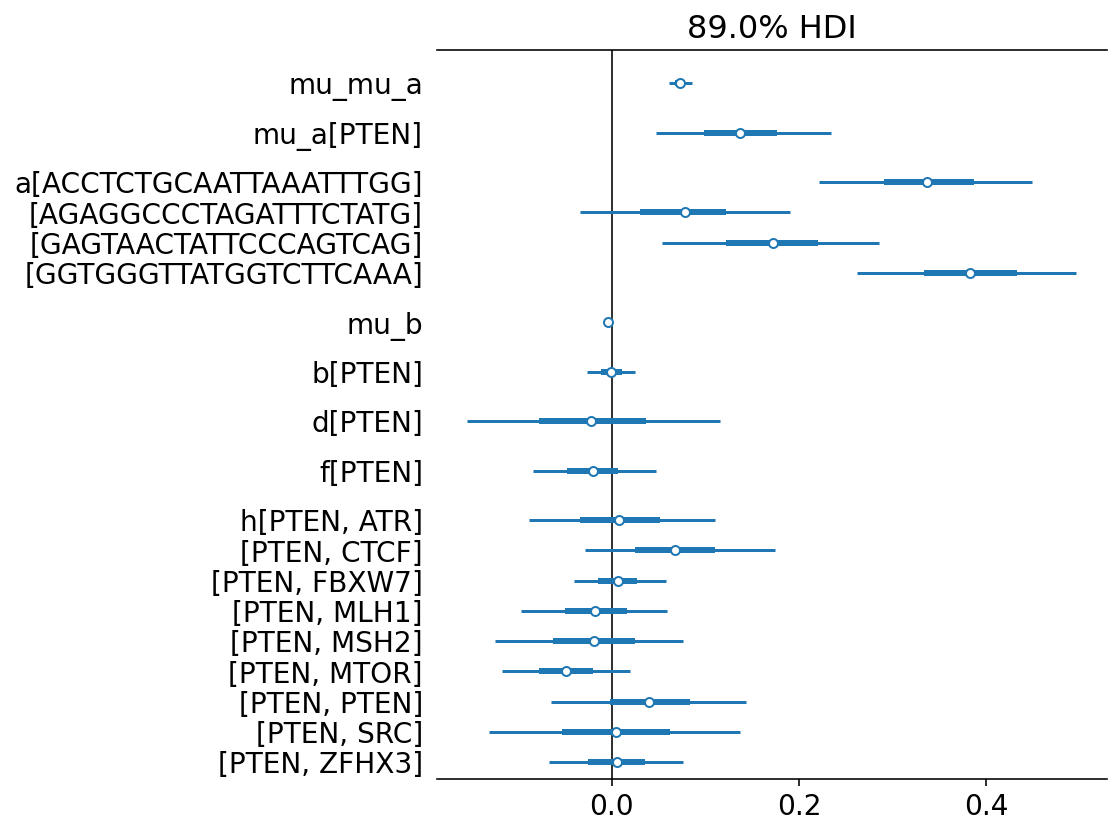 89.0% HDI
mu_mu_a
mu_a[PTEN]
a[ACCTCTGCAATTAAATTTGG]
[AGAGGCCCTAGATTTCTATG]
[GAGTAACTATTCCCAGTCAG]
[GGTGGGTTATGGTCTTCAAA]
mu_b
b[PTEN]
d[PTEN]
f[PTEN]
h[PTEN, ATR]
[PTEN, CTCF]
[PTEN, FBXW7]
[PTEN, MLH1]
[PTEN, MSH2]
[PTEN, MTOR]
[PTEN, PTEN]
[PTEN, SRC]
[PTEN, ZFHX3]
0.0 0.2 0.4